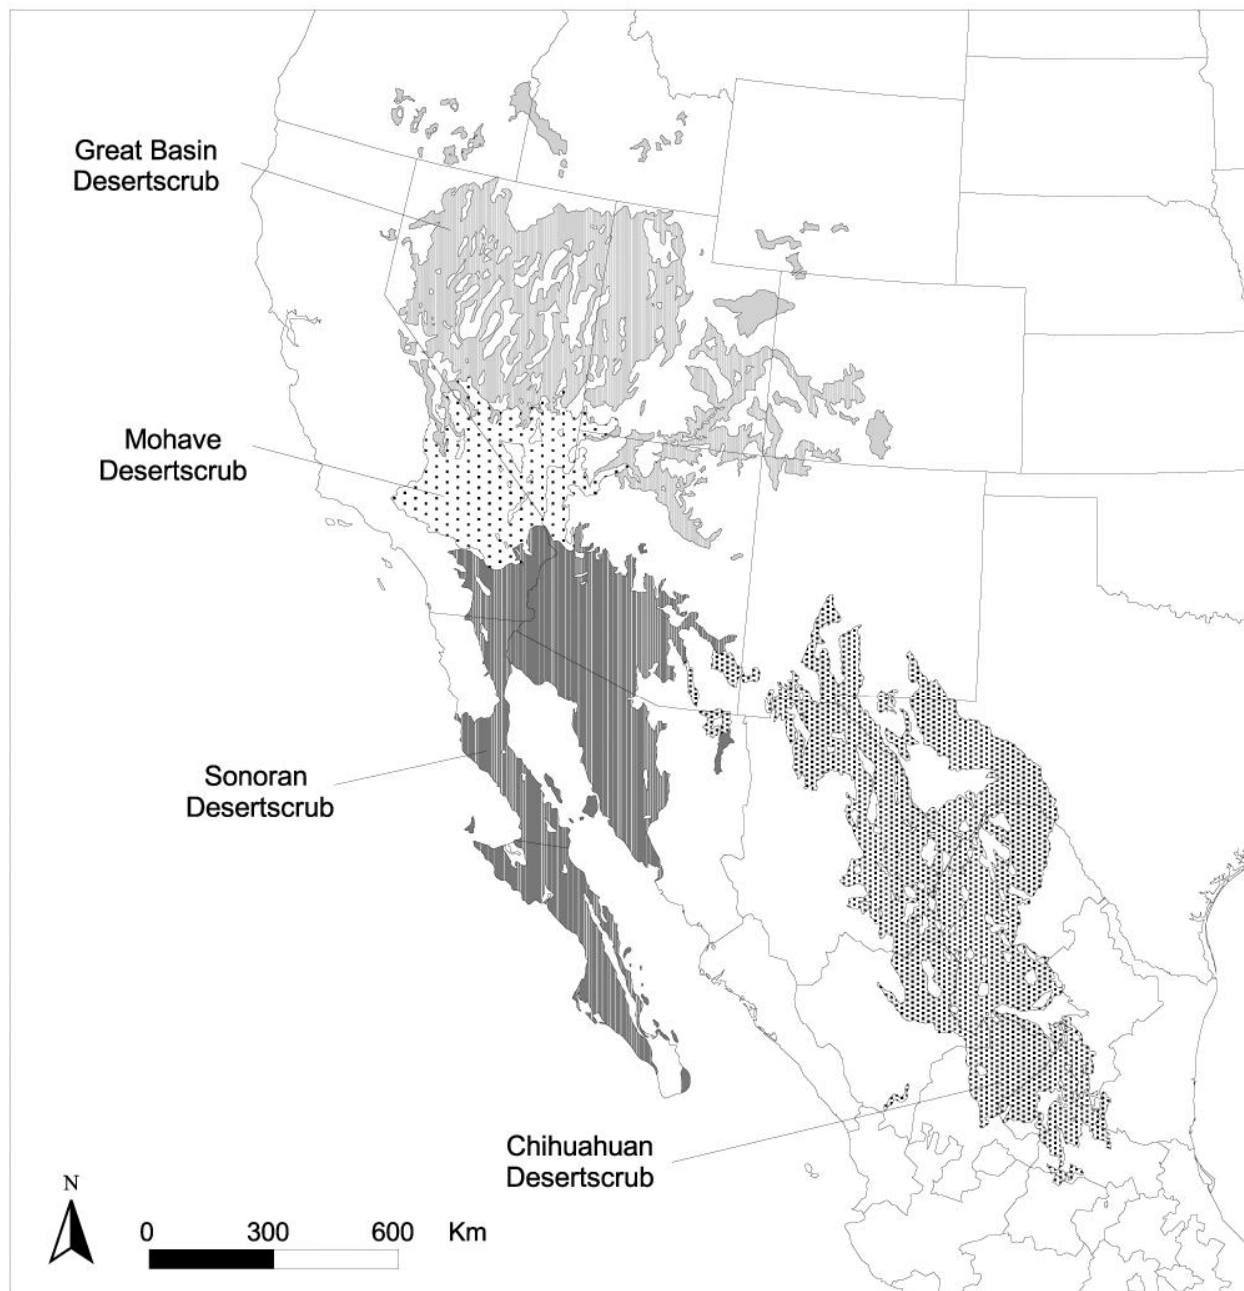 Great Basin
Desertscrub
Mohave
Desertscrub
Sonoran
Desertscrub
Chihuahuan
Desertscrub
N
0 300 600 Km